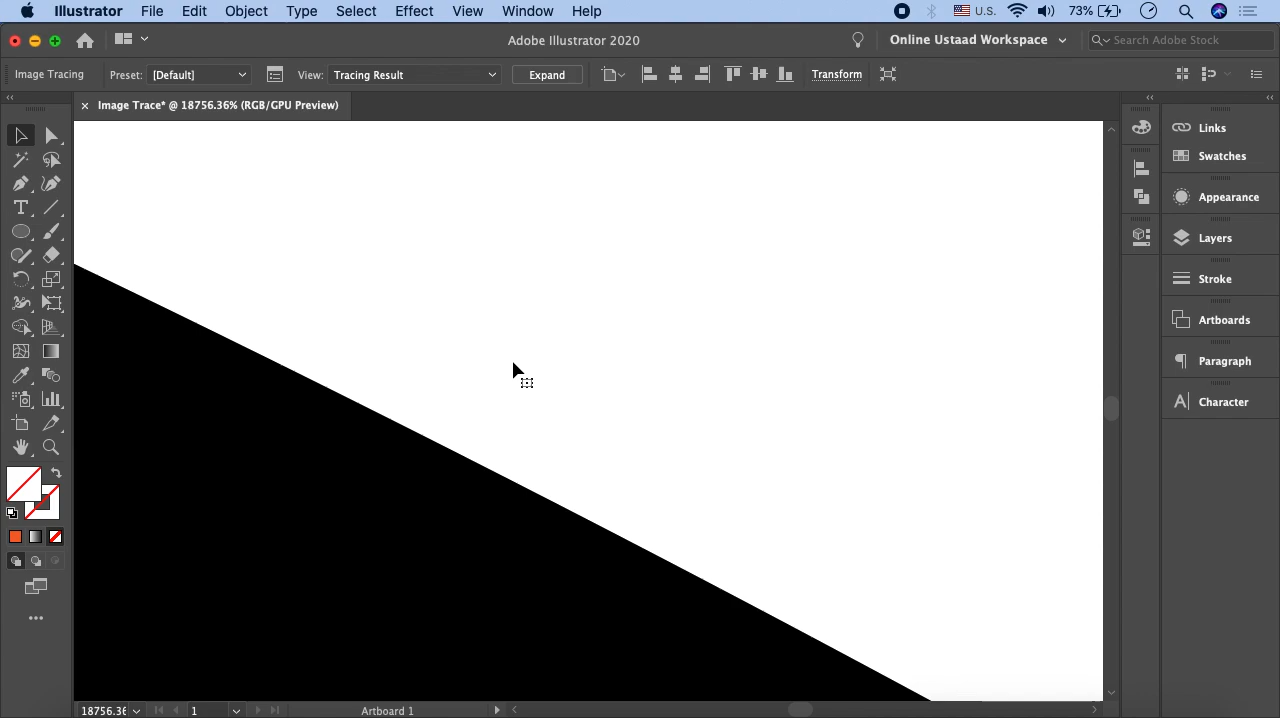 Illustrator File Edit Object Type Select Effect View Window Help U.S. 73%
Adobe Illustrator 2020 Online Ustaad Workspace Search Adobe Stock
Image Tracing Preset: [Default] View: Tracing Result Expand Transform
Image Trace* @ 18756.36% (RGB/GPU Preview)
Links
Swatches
Appearance
Layers
Stroke
Artboards
Paragraph
Character
18756.36 1 Artboard 1